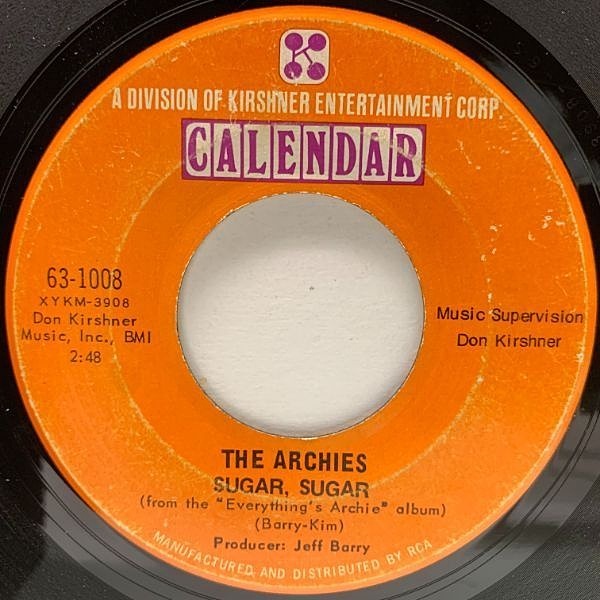 K
A DIVISION OF KIRSHNER ENTERTAINMENT CORP.
CALENDAR
63-1008
XYKM-3908
Don Kirshner
Music, Inc., BMI
2:48
Music Supervision
Don Kirshner
THE ARCHIES
SUGAR, SUGAR
(from the "Everything's Archie" album)
(Barry-Kim)
Producer: Jeff Barry
MANUFACTURED AND DISTRIBUTED BY RCA